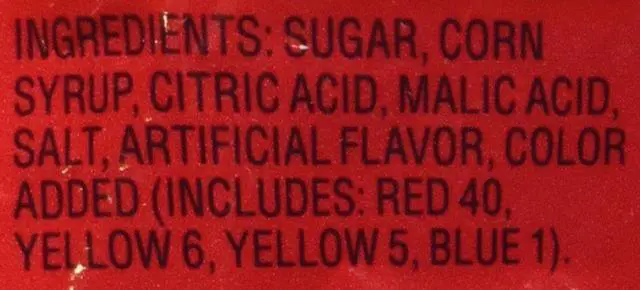 INGREDIENTS: SUGAR, CORN
SYRUP, CITRIC ACID, MALIC ACID,
SALT, ARTIFICIAL FLAVOR, COLOR
ADDED (INCLUDES: RED 40,
YELLOW 6, YELLOW 5, BLUE 1).